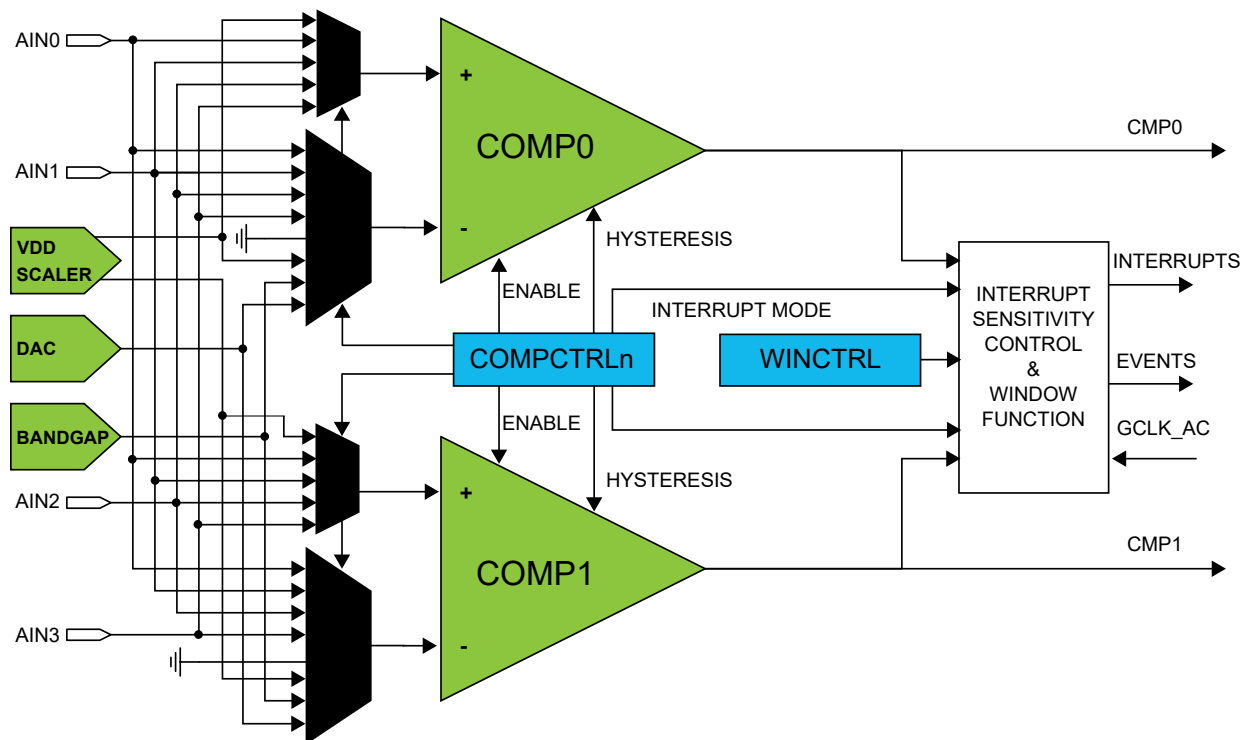 AIN0
+
COMP0
-
CMP0
AIN1
VDD
SCALER
HYSTERESIS
ENABLE
INTERRUPT MODE
INTERRUPT
SENSITIVITY
CONTROL
&
WINDOW
FUNCTION
INTERRUPTS
EVENTS
GCLK_AC
DAC
COMPCTRLn
WINCTRL
BANDGAP
ENABLE
HYSTERESIS
AIN2
+
COMP1
-
CMP1
AIN3